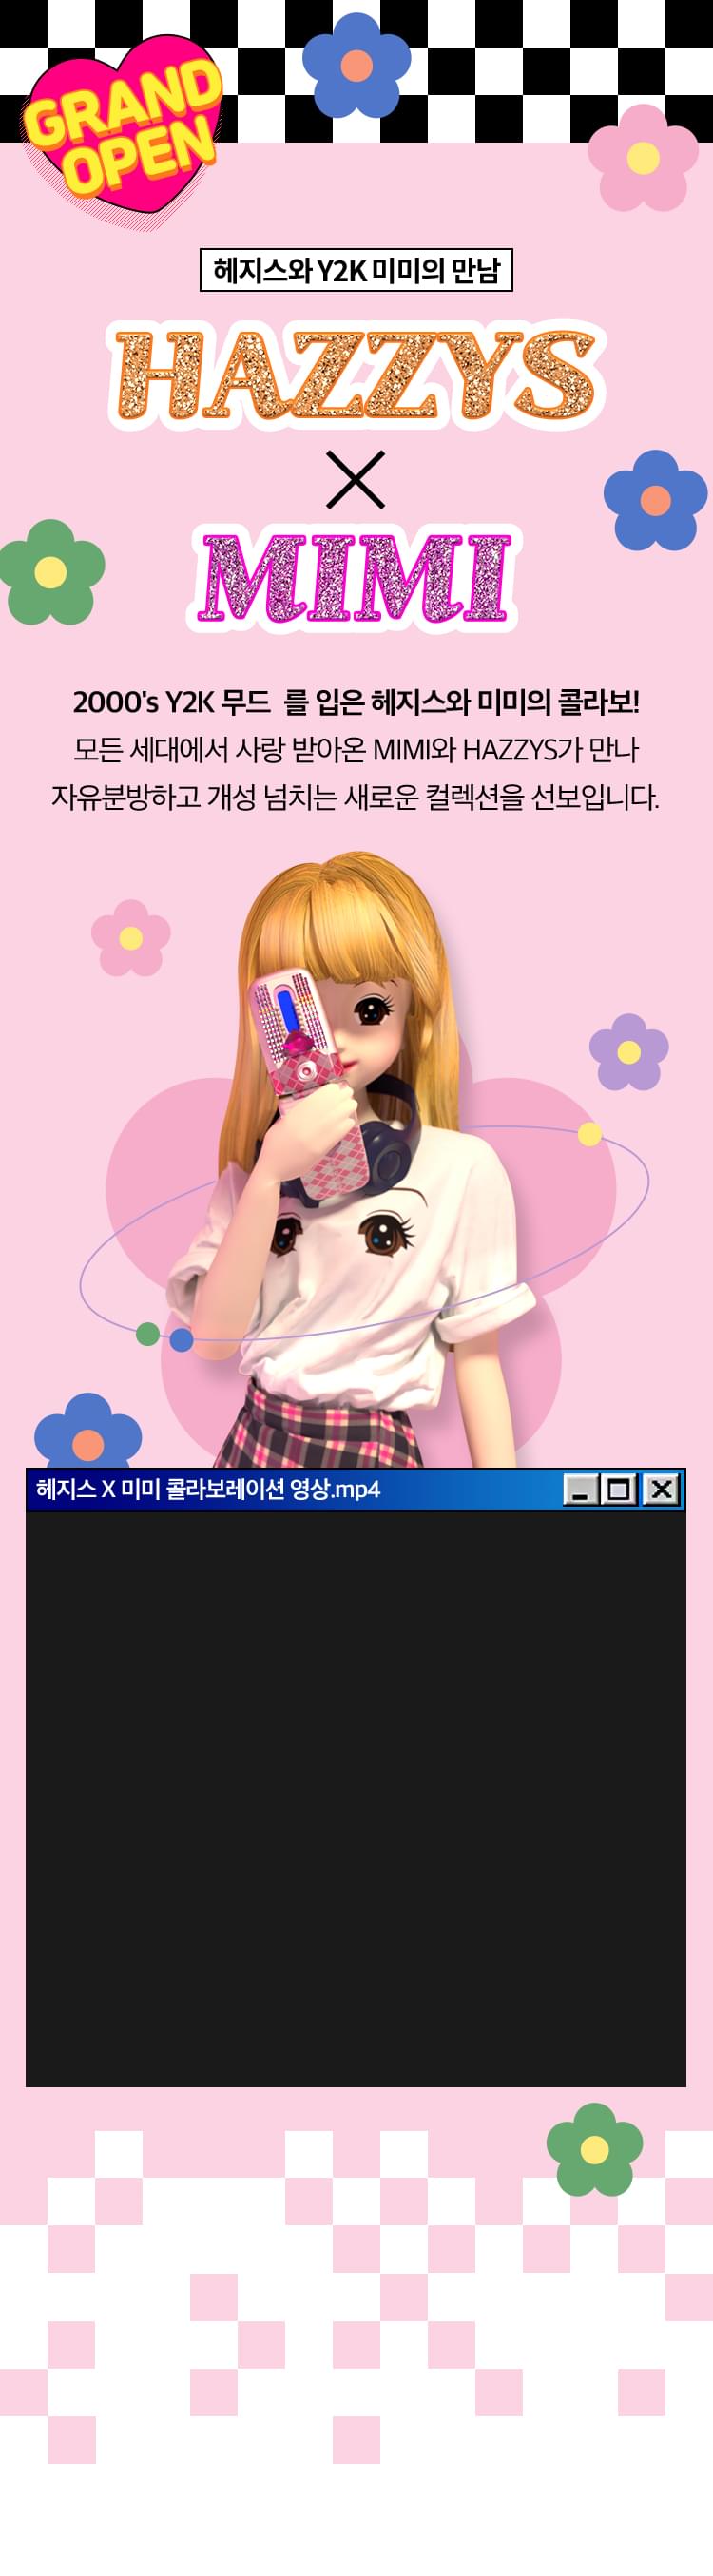 GRAND
OPEN
헤지스와 Y2K 미미의 만남
HAZZYS
×
MIMI
2000's Y2K 무드 를 입은 헤지스와 미미의 콜라보!
모든 세대에서 사랑 받아온 MIMI와 HAZZYS가 만나
자유분방하고 개성 넘치는 새로운 컬렉션을 선보입니다.
헤지스 X 미미 콜라보레이션 영상.mp4